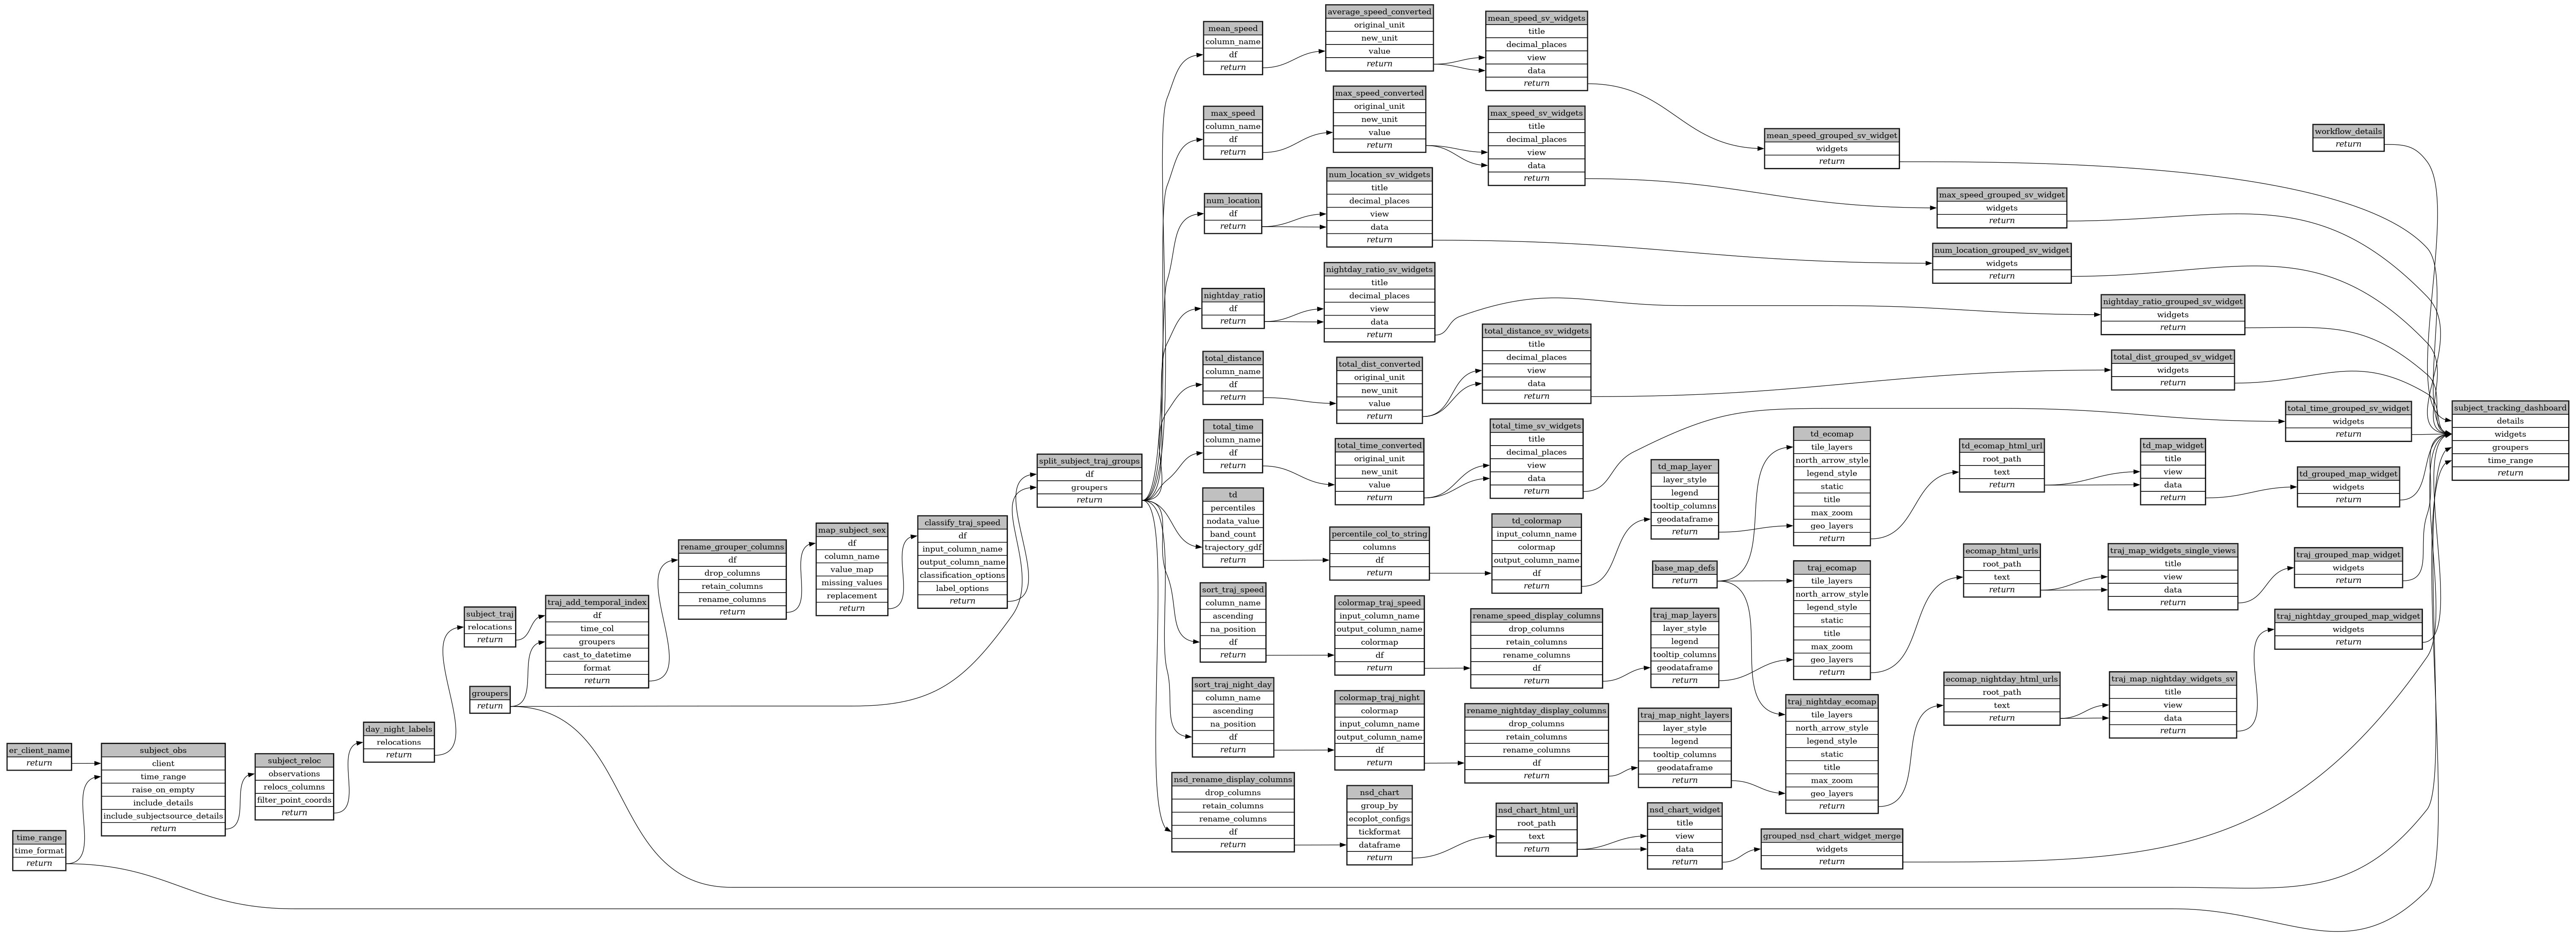 er_client_name
return
time_range
time_format
return
subject_obs
client
time_range
raise_on_empty
include_details
include_subjectsource_details
return
subject_reloc
observations
relocs_columns
filter_point_coords
return
day_night_labels
relocations
return
groupers
return
subject_traj
relocations
return
traj_add_temporal_index
df
time_col
groupers
cast_to_datetime
format
return
rename_grouper_columns
df
drop_columns
retain_columns
rename_columns
return
map_subject_sex
df
column_name
value_map
missing_values
replacement
return
classify_traj_speed
df
input_column_name
output_column_name
classification_options
label_options
return
split_subject_traj_groups
df
groupers
return
mean_speed
column_name
df
return
max_speed
column_name
df
return
num_location
df
return
nightday_ratio
df
return
total_distance
column_name
df
return
total_time
column_name
df
return
td
percentiles
nodata_value
band_count
trajectory_gdf
return
sort_traj_speed
column_name
ascending
na_position
df
return
sort_traj_night_day
column_name
ascending
na_position
df
return
nsd_rename_display_columns
drop_columns
retain_columns
rename_columns
df
return
average_speed_converted
original_unit
new_unit
value
return
max_speed_converted
original_unit
new_unit
value
return
num_location_sv_widgets
title
decimal_places
view
data
return
nightday_ratio_sv_widgets
title
decimal_places
view
data
return
total_dist_converted
original_unit
new_unit
value
return
total_time_converted
original_unit
new_unit
value
return
percentile_col_to_string
columns
df
return
colormap_traj_speed
input_column_name
output_column_name
colormap
df
return
colormap_traj_night
colormap
input_column_name
output_column_name
df
return
nsd_chart
group_by
ecoplot_configs
tickformat
dataframe
return
mean_speed_sv_widgets
title
decimal_places
view
data
return
max_speed_sv_widgets
title
decimal_places
view
data
return
total_distance_sv_widgets
title
decimal_places
view
data
return
total_time_sv_widgets
title
decimal_places
view
data
return
td_colormap
input_column_name
colormap
output_column_name
df
return
rename_speed_display_columns
drop_columns
retain_columns
rename_columns
df
return
rename_nightday_display_columns
drop_columns
retain_columns
rename_columns
df
return
nsd_chart_html_url
root_path
text
return
td_map_layer
layer_style
legend
tooltip_columns
geodataframe
return
base_map_defs
return
traj_map_layers
layer_style
legend
tooltip_columns
geodataframe
return
traj_map_night_layers
layer_style
legend
tooltip_columns
geodataframe
return
nsd_chart_widget
title
view
data
return
mean_speed_grouped_sv_widget
widgets
return
td_ecomap
tile_layers
north_arrow_style
legend_style
static
title
max_zoom
geo_layers
return
traj_ecomap
tile_layers
north_arrow_style
legend_style
static
title
max_zoom
geo_layers
return
traj_nightday_ecomap
tile_layers
north_arrow_style
legend_style
static
title
max_zoom
geo_layers
return
grouped_nsd_chart_widget_merge
widgets
return
max_speed_grouped_sv_widget
widgets
return
num_location_grouped_sv_widget
widgets
return
td_ecomap_html_url
root_path
text
return
ecomap_html_urls
root_path
text
return
ecomap_nightday_html_urls
root_path
text
return
nightday_ratio_grouped_sv_widget
widgets
return
total_dist_grouped_sv_widget
widgets
return
td_map_widget
title
view
data
return
traj_map_widgets_single_views
title
view
data
return
traj_map_nightday_widgets_sv
title
view
data
return
workflow_details
return
total_time_grouped_sv_widget
widgets
return
td_grouped_map_widget
widgets
return
traj_grouped_map_widget
widgets
return
traj_nightday_grouped_map_widget
widgets
return
subject_tracking_dashboard
details
widgets
groupers
time_range
return